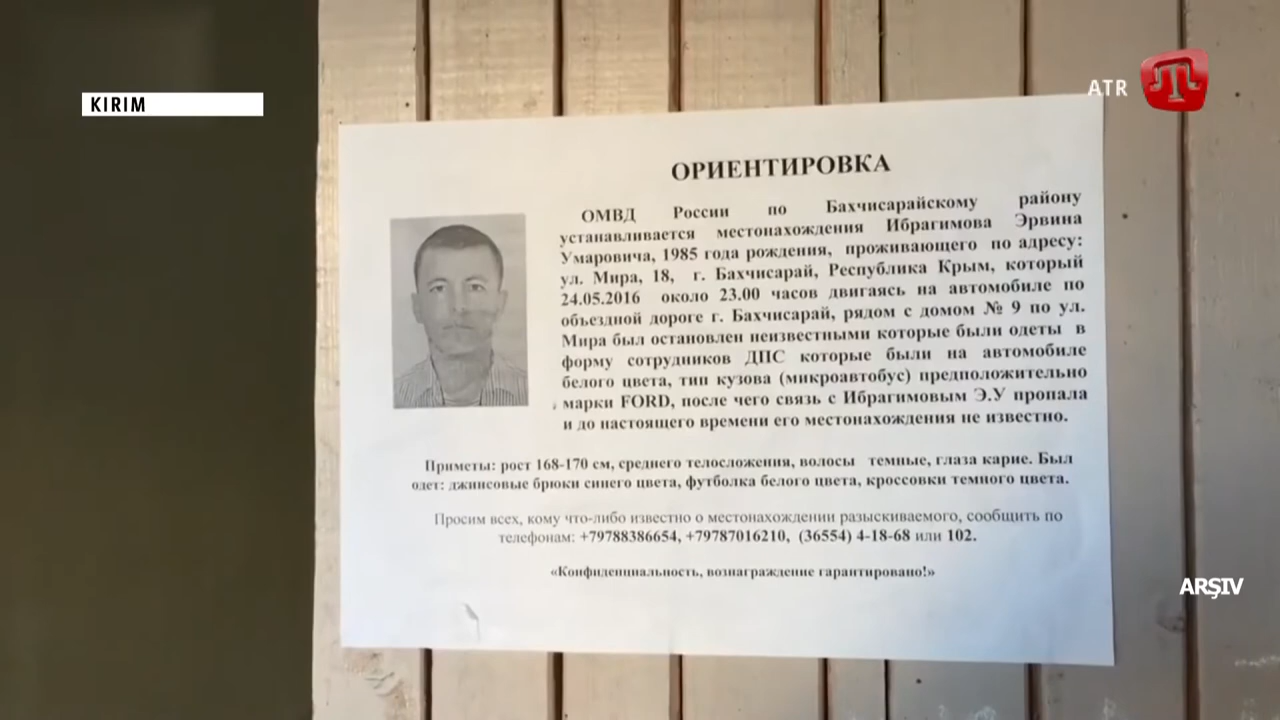 KIRIM
ATR
ОРИЕНТИРОВКА
ОМВД России по Бахчисарайскому району
устанавливается местонахождения Ибрагимова Эрвина
Умаровича, 1985 года рождения, проживающего по адресу:
ул. Мира, 18, г. Бахчисарай, Республика Крым, который
24.05.2016 около 23.00 часов двигаясь на автомобиле по
объездной дороге г. Бахчисарай, рядом с домом № 9 по ул.
Мира был остановлен неизвестными которые были одеты в
форму сотрудников ДПС которые были на автомобиле
белого цвета, тип кузова (микроавтобус) предположительно
марки FORD, после чего связь с Ибрагимовым Э.У пропала
и до настоящего времени его местонахождения не известно.
Приметы: рост 168-170 см, среднего телосложения, волосы темные, глаза карие. Был
одет: джинсовые брюки синего цвета, футболка белого цвета, кроссовки темного цвета.
Просим всех, кому что-либо известно о местонахождении разыскиваемого, сообщить по
телефонам: +79788386654, +79787016210, (36554) 4-18-68 или 102.
«Конфиденциальность, вознаграждение гарантировано!»
ARŞIV